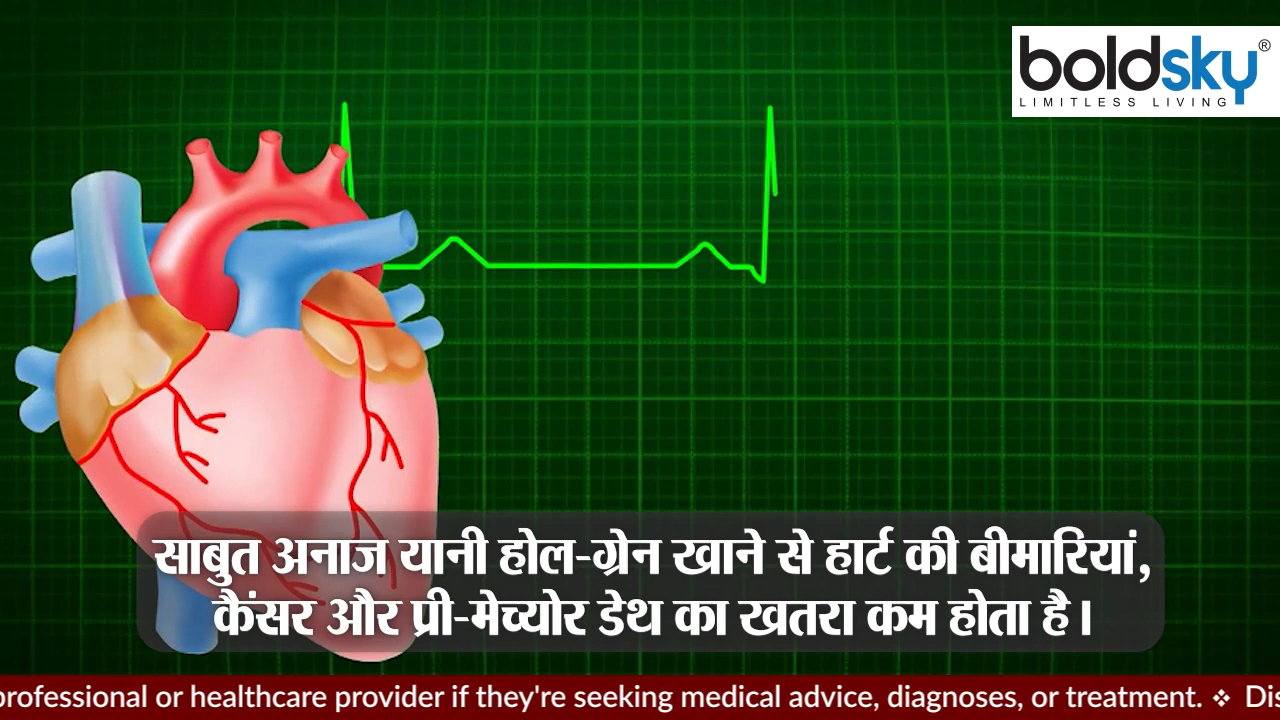 boldsky®
LIMITLESS LIVING
साबुत अनाज यानी होल-ग्रेन खाने से हार्ट की बीमारियां,
कैंसर और प्री-मेच्योर डेथ का खतरा कम होता है।
professional or healthcare provider if they're seeking medical advice, diagnoses, or treatment. ❖ Dis